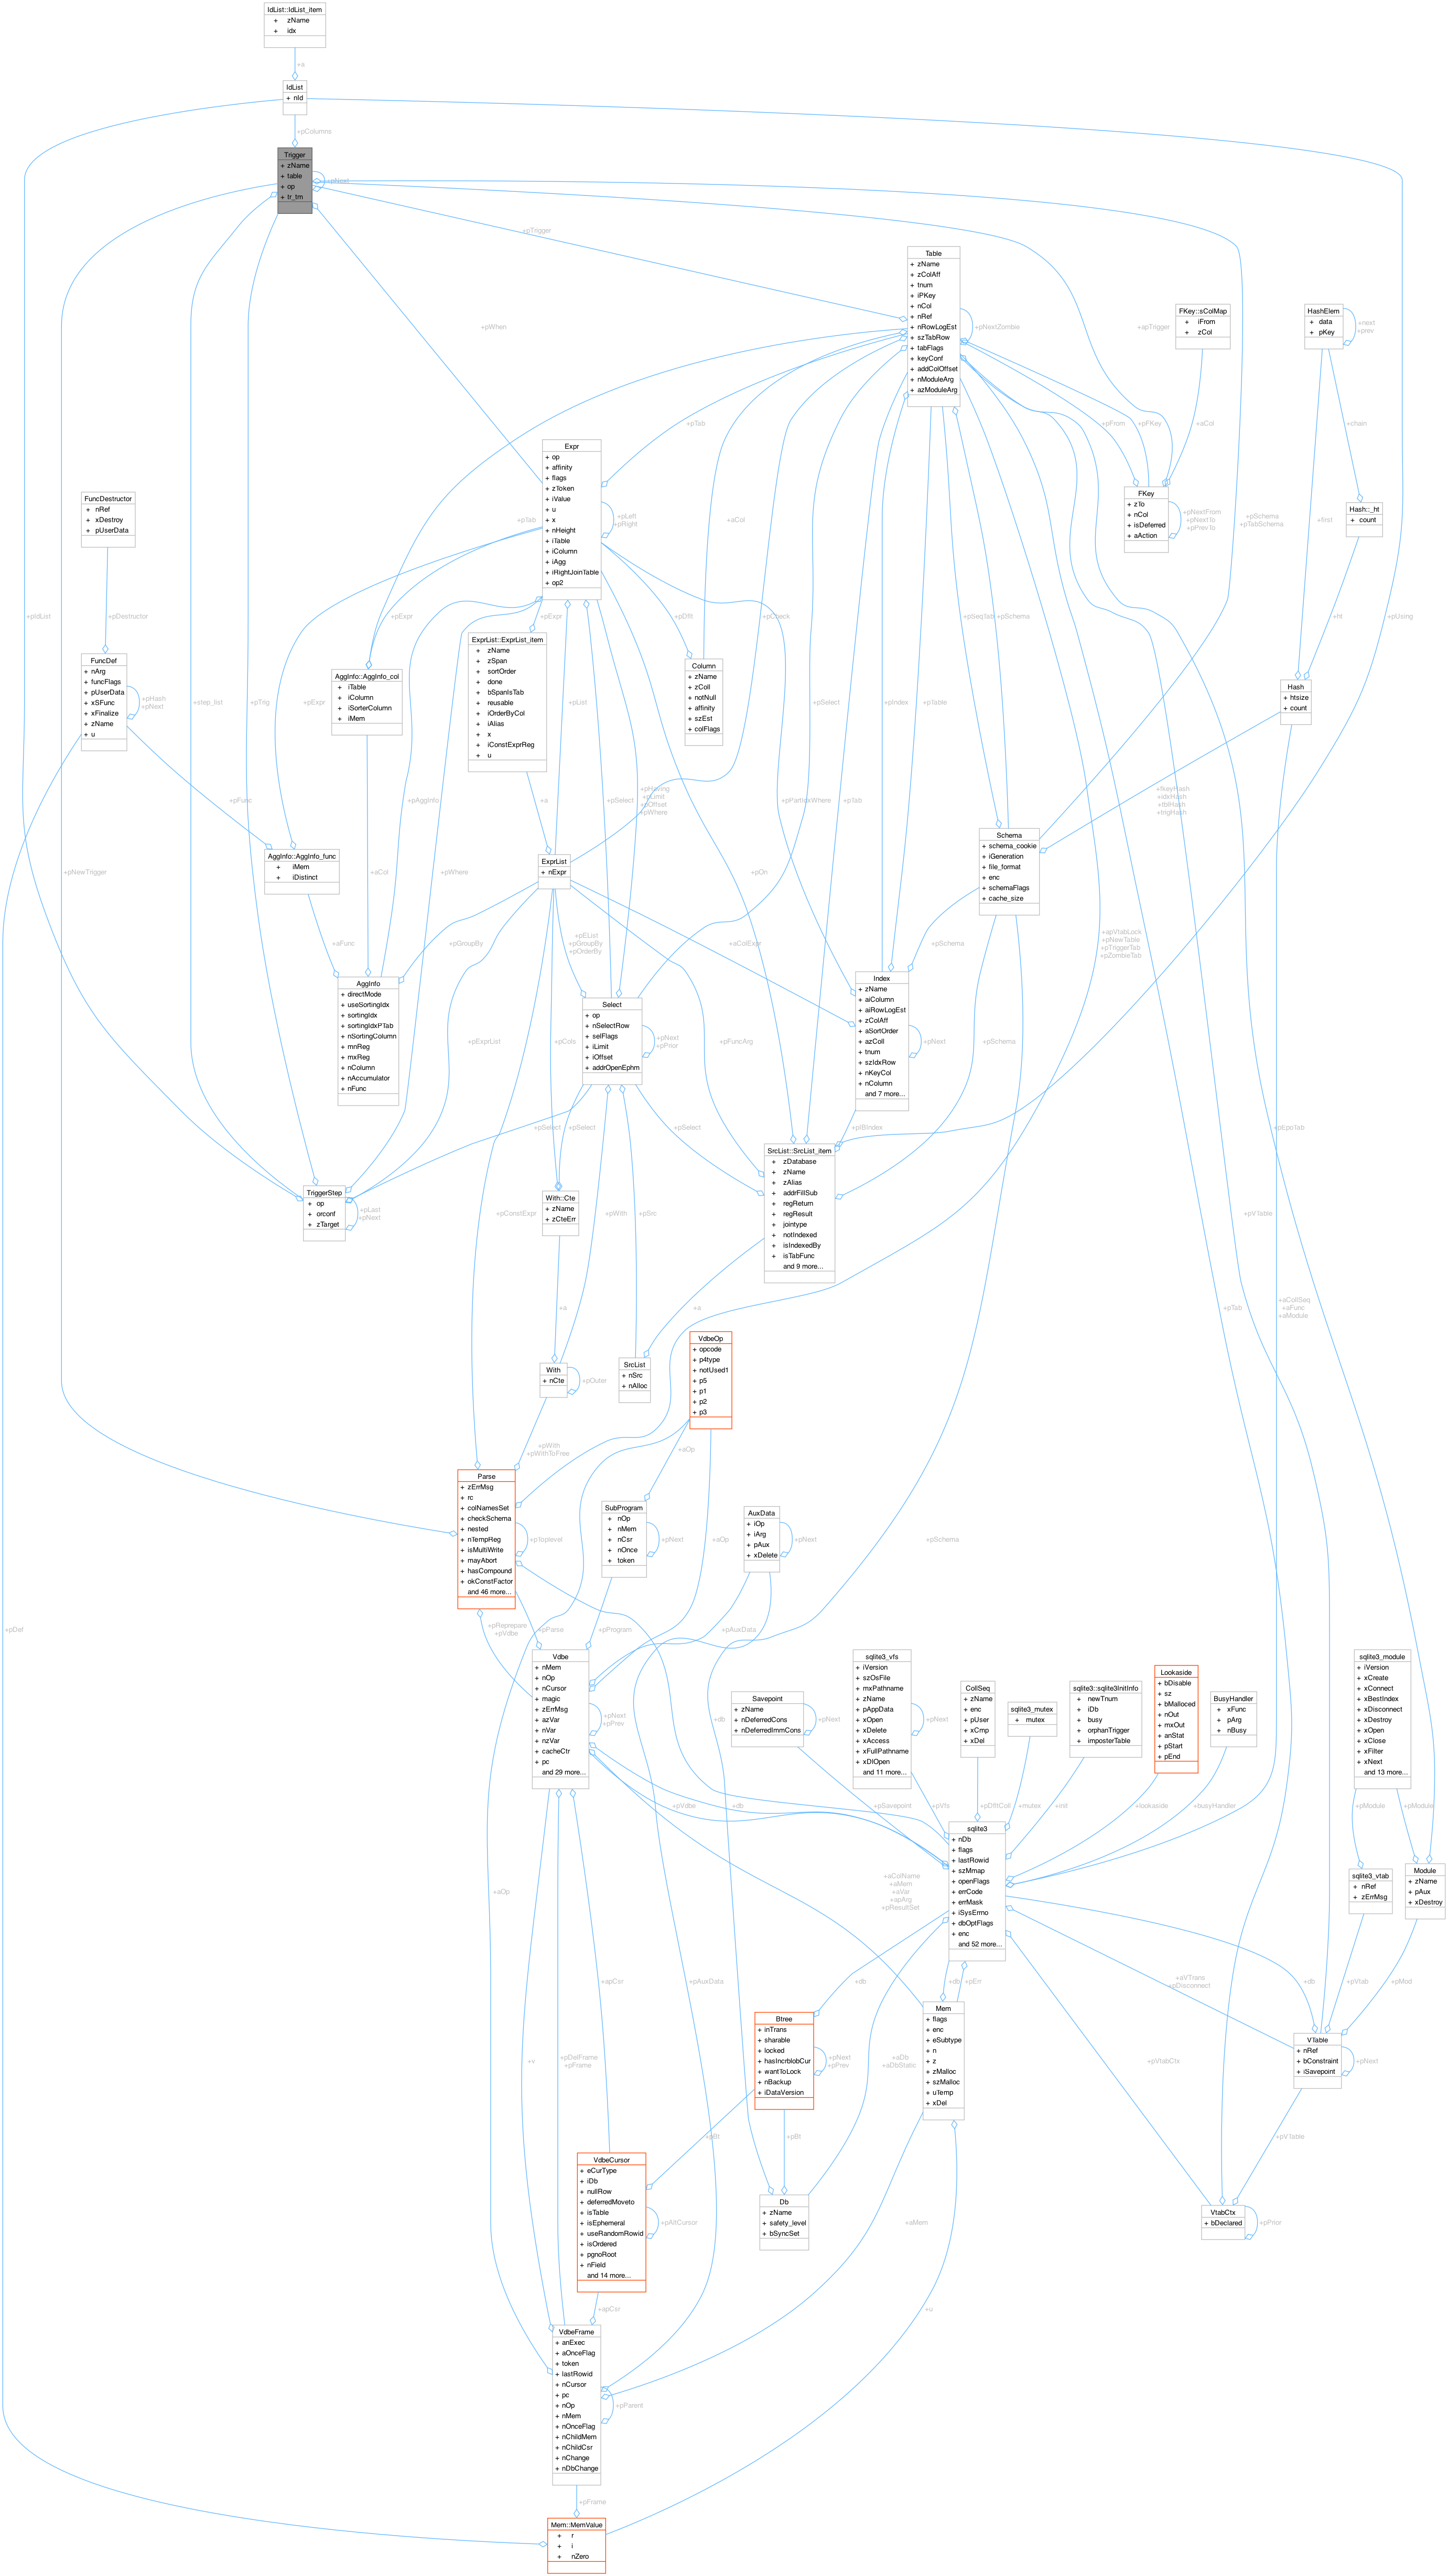 IdList::IdList_item
+ zName
+ idx
+a
IdList
+ nId
+pColumns
Trigger
+ zName
+ table
+ op
+ tr_tm
+pNext
+pTrigger
Table
+ zName
+ zColAff
+ tnum
+ iPKey
+ nCol
+ nRef
+ nRowLogEst
+ szTabRow
+ tabFlags
+ keyConf
+ addColOffset
+ nModuleArg
+ azModuleArg
+pNextZombie
+apTrigger
FKey::sColMap
+ iFrom
+ zCol
HashElem
+ data
+ pKey
+next
+prev
+pWhen
+pTab
+pFrom
+pFKey
+aCol
+chain
Expr
+ op
+ affinity
+ flags
+ zToken
+ iValue
+ u
+ x
+ nHeight
+ iTable
+ iColumn
+ iAgg
+ iRightJoinTable
+ op2
+pLeft
+pRight
+pTab
+aCol
FKey
+ zTo
+ nCol
+ isDeferred
+ aAction
+pNextFrom
+pNextTo
+pPrevTo
+pSchema
+pTabSchema
+first
Hash::_ht
+ count
FuncDestructor
+ nRef
+ xDestroy
+ pUserData
+pDestructor
+pIdList
+pExpr
+pExpr
+pDflt
+pCheck
+pSeqTab
+pSchema
+ht
+pUsing
FuncDef
+ nArg
+ funcFlags
+ pUserData
+ xSFunc
+ xFinalize
+ zName
+ u
+pHash
+pNext
AggInfo::AggInfo_col
+ iTable
+ iColumn
+ iSorterColumn
+ iMem
ExprList::ExprList_item
+ zName
+ zSpan
+ sortOrder
+ done
+ bSpanIsTab
+ reusable
+ iOrderByCol
+ iAlias
+ x
+ iConstExprReg
+ u
Column
+ zName
+ zColl
+ notNull
+ affinity
+ szEst
+ colFlags
Hash
+ htsize
+ count
+step_list
+pTrig
+pExpr
+pList
+pSelect
+pIndex
+pTable
+pFunc
+pAggInfo
+a
+pSelect
+pHaving
+pLimit
+pOffset
+pWhere
+pPartIdxWhere
+fkeyHash
+idxHash
+tblHash
+trigHash
AggInfo::AggInfo_func
+ iMem
+ iDistinct
ExprList
+ nExpr
Schema
+ schema_cookie
+ iGeneration
+ file_format
+ enc
+ schemaFlags
+ cache_size
+pNewTrigger
+aCol
+pWhere
+pOn
+aFunc
+pGroupBy
+pEList
+pGroupBy
+pOrderBy
+aColExpr
+pSchema
+apVtabLock
+pNewTable
+pTriggerTab
+pZombieTab
AggInfo
+ directMode
+ useSortingIdx
+ sortingIdx
+ sortingIdxPTab
+ nSortingColumn
+ mnReg
+ mxReg
+ nColumn
+ nAccumulator
+ nFunc
Select
+ op
+ nSelectRow
+ selFlags
+ iLimit
+ iOffset
+ addrOpenEphm
+pNext
+pPrior
Index
+ zName
+ aiColumn
+ aiRowLogEst
+ zColAff
+ aSortOrder
+ azColl
+ tnum
+ szIdxRow
+ nKeyCol
+ nColumn
and 7 more...
+pNext
+pExprList
+pCols
+pFuncArg
+pSchema
+pTab
+pSelect
+pSelect
+pSelect
+pIBIndex
+pEpoTab
SrcList::SrcList_item
+ zDatabase
+ zName
+ zAlias
+ addrFillSub
+ regReturn
+ regResult
+ jointype
+ notIndexed
+ isIndexedBy
+ isTabFunc
and 9 more...
TriggerStep
+ op
+ orconf
+ zTarget
+pLast
+pNext
With::Cte
+ zName
+ zCteErr
+pConstExpr
+pWith
+pSrc
+pVTable
+a
+a
+pTab
+aCollSeq
+aFunc
+aModule
VdbeOp
+ opcode
+ p4type
+ notUsed1
+ p5
+ p1
+ p2
+ p3
With
+ nCte
+pOuter
SrcList
+ nSrc
+ nAlloc
+pWith
+pWithToFree
+aOp
Parse
+ zErrMsg
+ rc
+ colNamesSet
+ checkSchema
+ nested
+ nTempReg
+ isMultiWrite
+ mayAbort
+ hasCompound
+ okConstFactor
and 46 more...
+pToplevel
SubProgram
+ nOp
+ nMem
+ nCsr
+ nOnce
+ token
+pNext
+aOp
AuxData
+ iOp
+ iArg
+ pAux
+ xDelete
+pNext
+pSchema
+pDef
+pReprepare
+pVdbe
+pParse
+pProgram
+pAuxData
Vdbe
+ nMem
+ nOp
+ nCursor
+ magic
+ zErrMsg
+ azVar
+ nVar
+ nzVar
+ cacheCtr
+ pc
and 29 more...
+pNext
+pPrev
Savepoint
+ zName
+ nDeferredCons
+ nDeferredImmCons
+pNext
+db
sqlite3_vfs
+ iVersion
+ szOsFile
+ mxPathname
+ zName
+ pAppData
+ xOpen
+ xDelete
+ xAccess
+ xFullPathname
+ xDlOpen
and 11 more...
+pNext
CollSeq
+ zName
+ enc
+ pUser
+ xCmp
+ xDel
sqlite3_mutex
+ mutex
sqlite3::sqlite3InitInfo
+ newTnum
+ iDb
+ busy
+ orphanTrigger
+ imposterTable
Lookaside
+ bDisable
+ sz
+ bMalloced
+ nOut
+ mxOut
+ anStat
+ pStart
+ pEnd
BusyHandler
+ xFunc
+ pArg
+ nBusy
sqlite3_module
+ iVersion
+ xCreate
+ xConnect
+ xBestIndex
+ xDisconnect
+ xDestroy
+ xOpen
+ xClose
+ xFilter
+ xNext
and 13 more...
+pVdbe
+db
+pSavepoint
+pVfs
+pDfltColl
+mutex
+init
+lookaside
+busyHandler
+pModule
+pModule
sqlite3
+ nDb
+ flags
+ lastRowid
+ szMmap
+ openFlags
+ errCode
+ errMask
+ iSysErrno
+ dbOptFlags
+ enc
and 52 more...
sqlite3_vtab
+ nRef
+ zErrMsg
Module
+ zName
+ pAux
+ xDestroy
+aOp
+aColName
+aMem
+aVar
+apArg
+pResultSet
+pAuxData
+apCsr
+db
+db
+pErr
+aVTrans
+pDisconnect
+db
+pVtab
+pMod
Btree
+ inTrans
+ sharable
+ locked
+ hasIncrblobCur
+ wantToLock
+ nBackup
+ iDataVersion
+pNext
+pPrev
Mem
+ flags
+ enc
+ eSubtype
+ n
+ z
+ zMalloc
+ szMalloc
+ uTemp
+ xDel
VTable
+ nRef
+ bConstraint
+ iSavepoint
+pNext
+v
+pDelFrame
+pFrame
+aDb
+aDbStatic
+pVtabCtx
+pBt
+pBt
+pVTable
VdbeCursor
+ eCurType
+ iDb
+ nullRow
+ deferredMoveto
+ isTable
+ isEphemeral
+ useRandomRowid
+ isOrdered
+ pgnoRoot
+ nField
and 14 more...
+pAltCursor
Db
+ zName
+ safety_level
+ bSyncSet
+aMem
VtabCtx
+ bDeclared
+pPrior
+apCsr
+u
VdbeFrame
+ anExec
+ aOnceFlag
+ token
+ lastRowid
+ nCursor
+ pc
+ nOp
+ nMem
+ nOnceFlag
+ nChildMem
+ nChildCsr
+ nChange
+ nDbChange
+pParent
+pFrame
Mem::MemValue
+ r
+ i
+ nZero